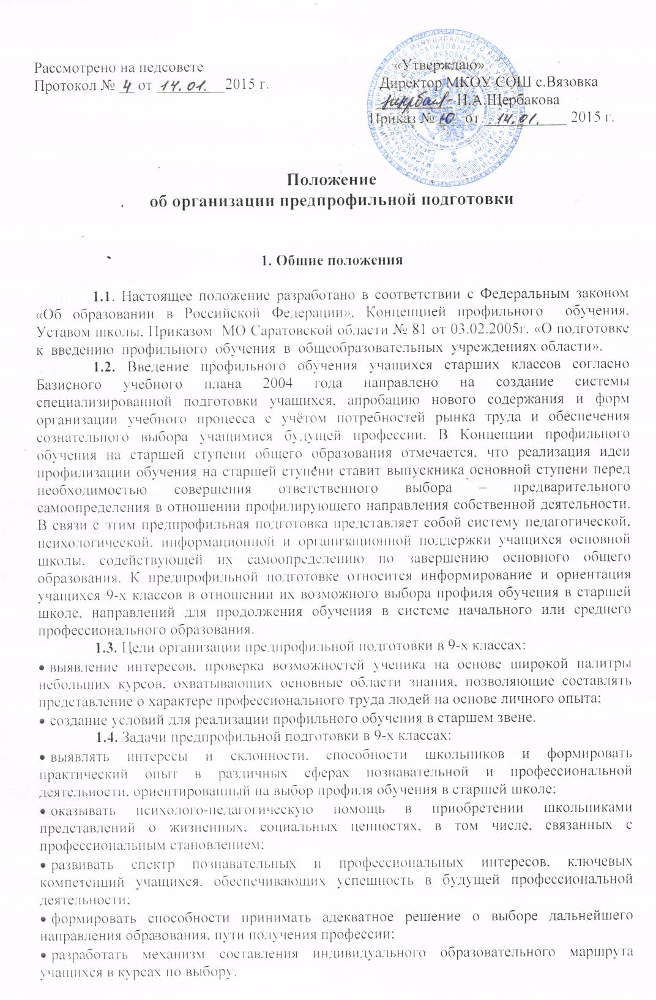 Рассмотрено на педсовете
Протокол № 4 от 14.01. 2015 г.
«Утверждаю»
Директор МКОУ СОШ с.Вязовка
Н.А.Щербакова
Приказ № 10 от 14.01. 2015 г.
Положение
об организации предпрофильной подготовки
1. Общие положения
1.1. Настоящее положение разработано в соответствии с Федеральным законом
«Об образовании в Российской Федерации», Концепцией профильного обучения,
Уставом школы, Приказом МО Саратовской области № 81 от 03.02.2005г. «О подготовке
к введению профильного обучения в общеобразовательных учреждениях области».
1.2. Введение профильного обучения учащихся старших классов согласно
Базисного учебного плана 2004 года направлено на создание системы
специализированной подготовки учащихся, апробацию нового содержания и форм
организации учебного процесса с учётом потребностей рынка труда и обеспечения
сознательного выбора учащимися будущей профессии. В Концепции профильного
обучения на старшей ступени общего образования отмечается, что реализация идеи
профилизации обучения на старшей ступени ставит выпускника основной ступени перед
необходимостью совершения ответственного выбора – предварительного
самоопределения в отношении профилирующего направления собственной деятельности.
В связи с этим предпрофильная подготовка представляет собой систему педагогической,
психологической, информационной и организационной поддержки учащихся основной
школы, содействующей их самоопределению по завершению основного общего
образования. К предпрофильной подготовке относится информирование и ориентация
учащихся 9-х классов в отношении их возможного выбора профиля обучения в старшей
школе, направлений для продолжения обучения в системе начального или среднего
профессионального образования.
1.3. Цели организации предпрофильной подготовки в 9-х классах:
• выявление интересов, проверка возможностей ученика на основе широкой палитры
небольших курсов, охватывающих основные области знания, позволяющие составлять
представление о характере профессионального труда людей на основе личного опыта;
• создание условий для реализации профильного обучения в старшем звене.
1.4. Задачи предпрофильной подготовки в 9-х классах:
• выявлять интересы и склонности, способности школьников и формировать
практический опыт в различных сферах познавательной и профессиональной
деятельности, ориентированный на выбор профиля обучения в старшей школе;
• оказывать психолого-педагогическую помощь в приобретении школьниками
представлений о жизненных, социальных ценностях, в том числе, связанных с
профессиональным становлением;
• развивать спектр познавательных и профессиональных интересов, ключевых
компетенций учащихся, обеспечивающих успешность в будущей профессиональной
деятельности;
• формировать способности принимать адекватное решение о выборе дальнейшего
направления образования, пути получения профессии;
• разработать механизм составления индивидуального образовательного маршрута
учащихся в курсах по выбору.